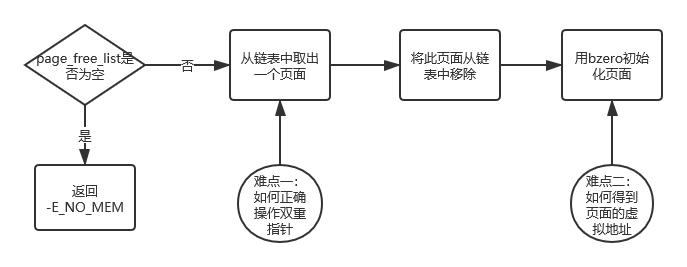 page_free_list是
否为空
否
从链表中取出
一个页面
将此页面从链
表中移除
用bzero初始
化页面
是
返回
-E_NO_MEM
难点一：
如何正确
操作双重
指针
难点二：
如何得到
页面的虚
拟地址